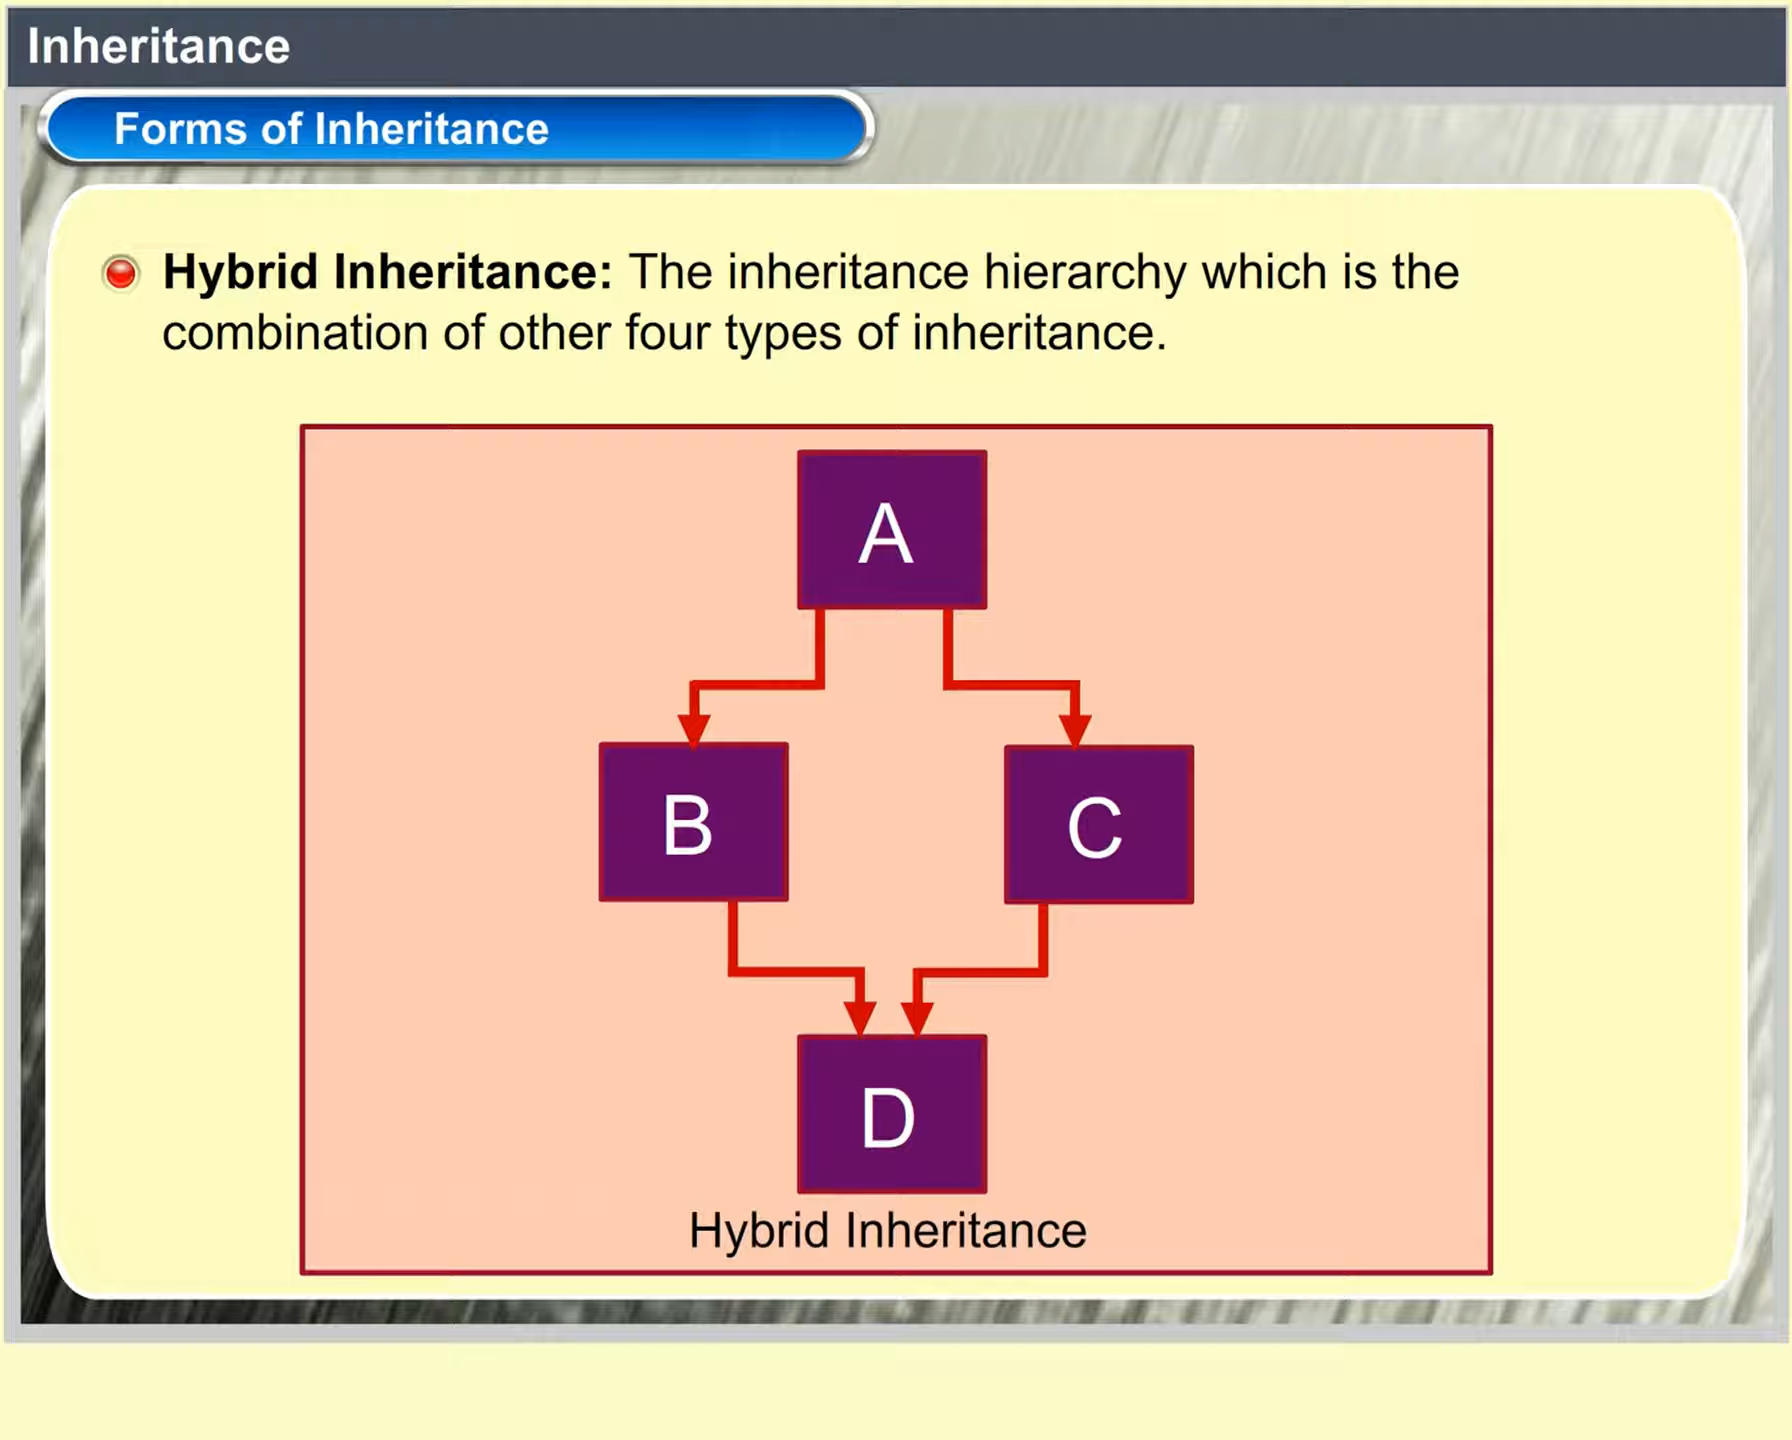 Inheritance
Forms of Inheritance
Hybrid Inheritance: The inheritance hierarchy which is the
combination of other four types of inheritance.
A
B
C
D
Hybrid Inheritance